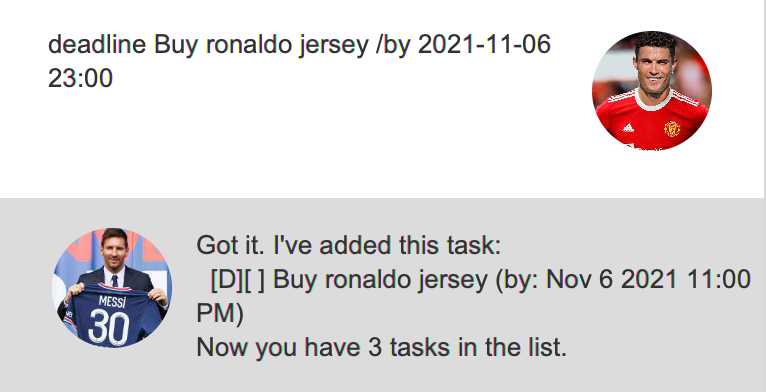 deadline Buy ronaldo jersey /by 2021-11-06
23:00
Got it. I've added this task:
[D][ ] Buy ronaldo jersey (by: Nov 6 2021 11:00
PM)
Now you have 3 tasks in the list.
MESSI
30